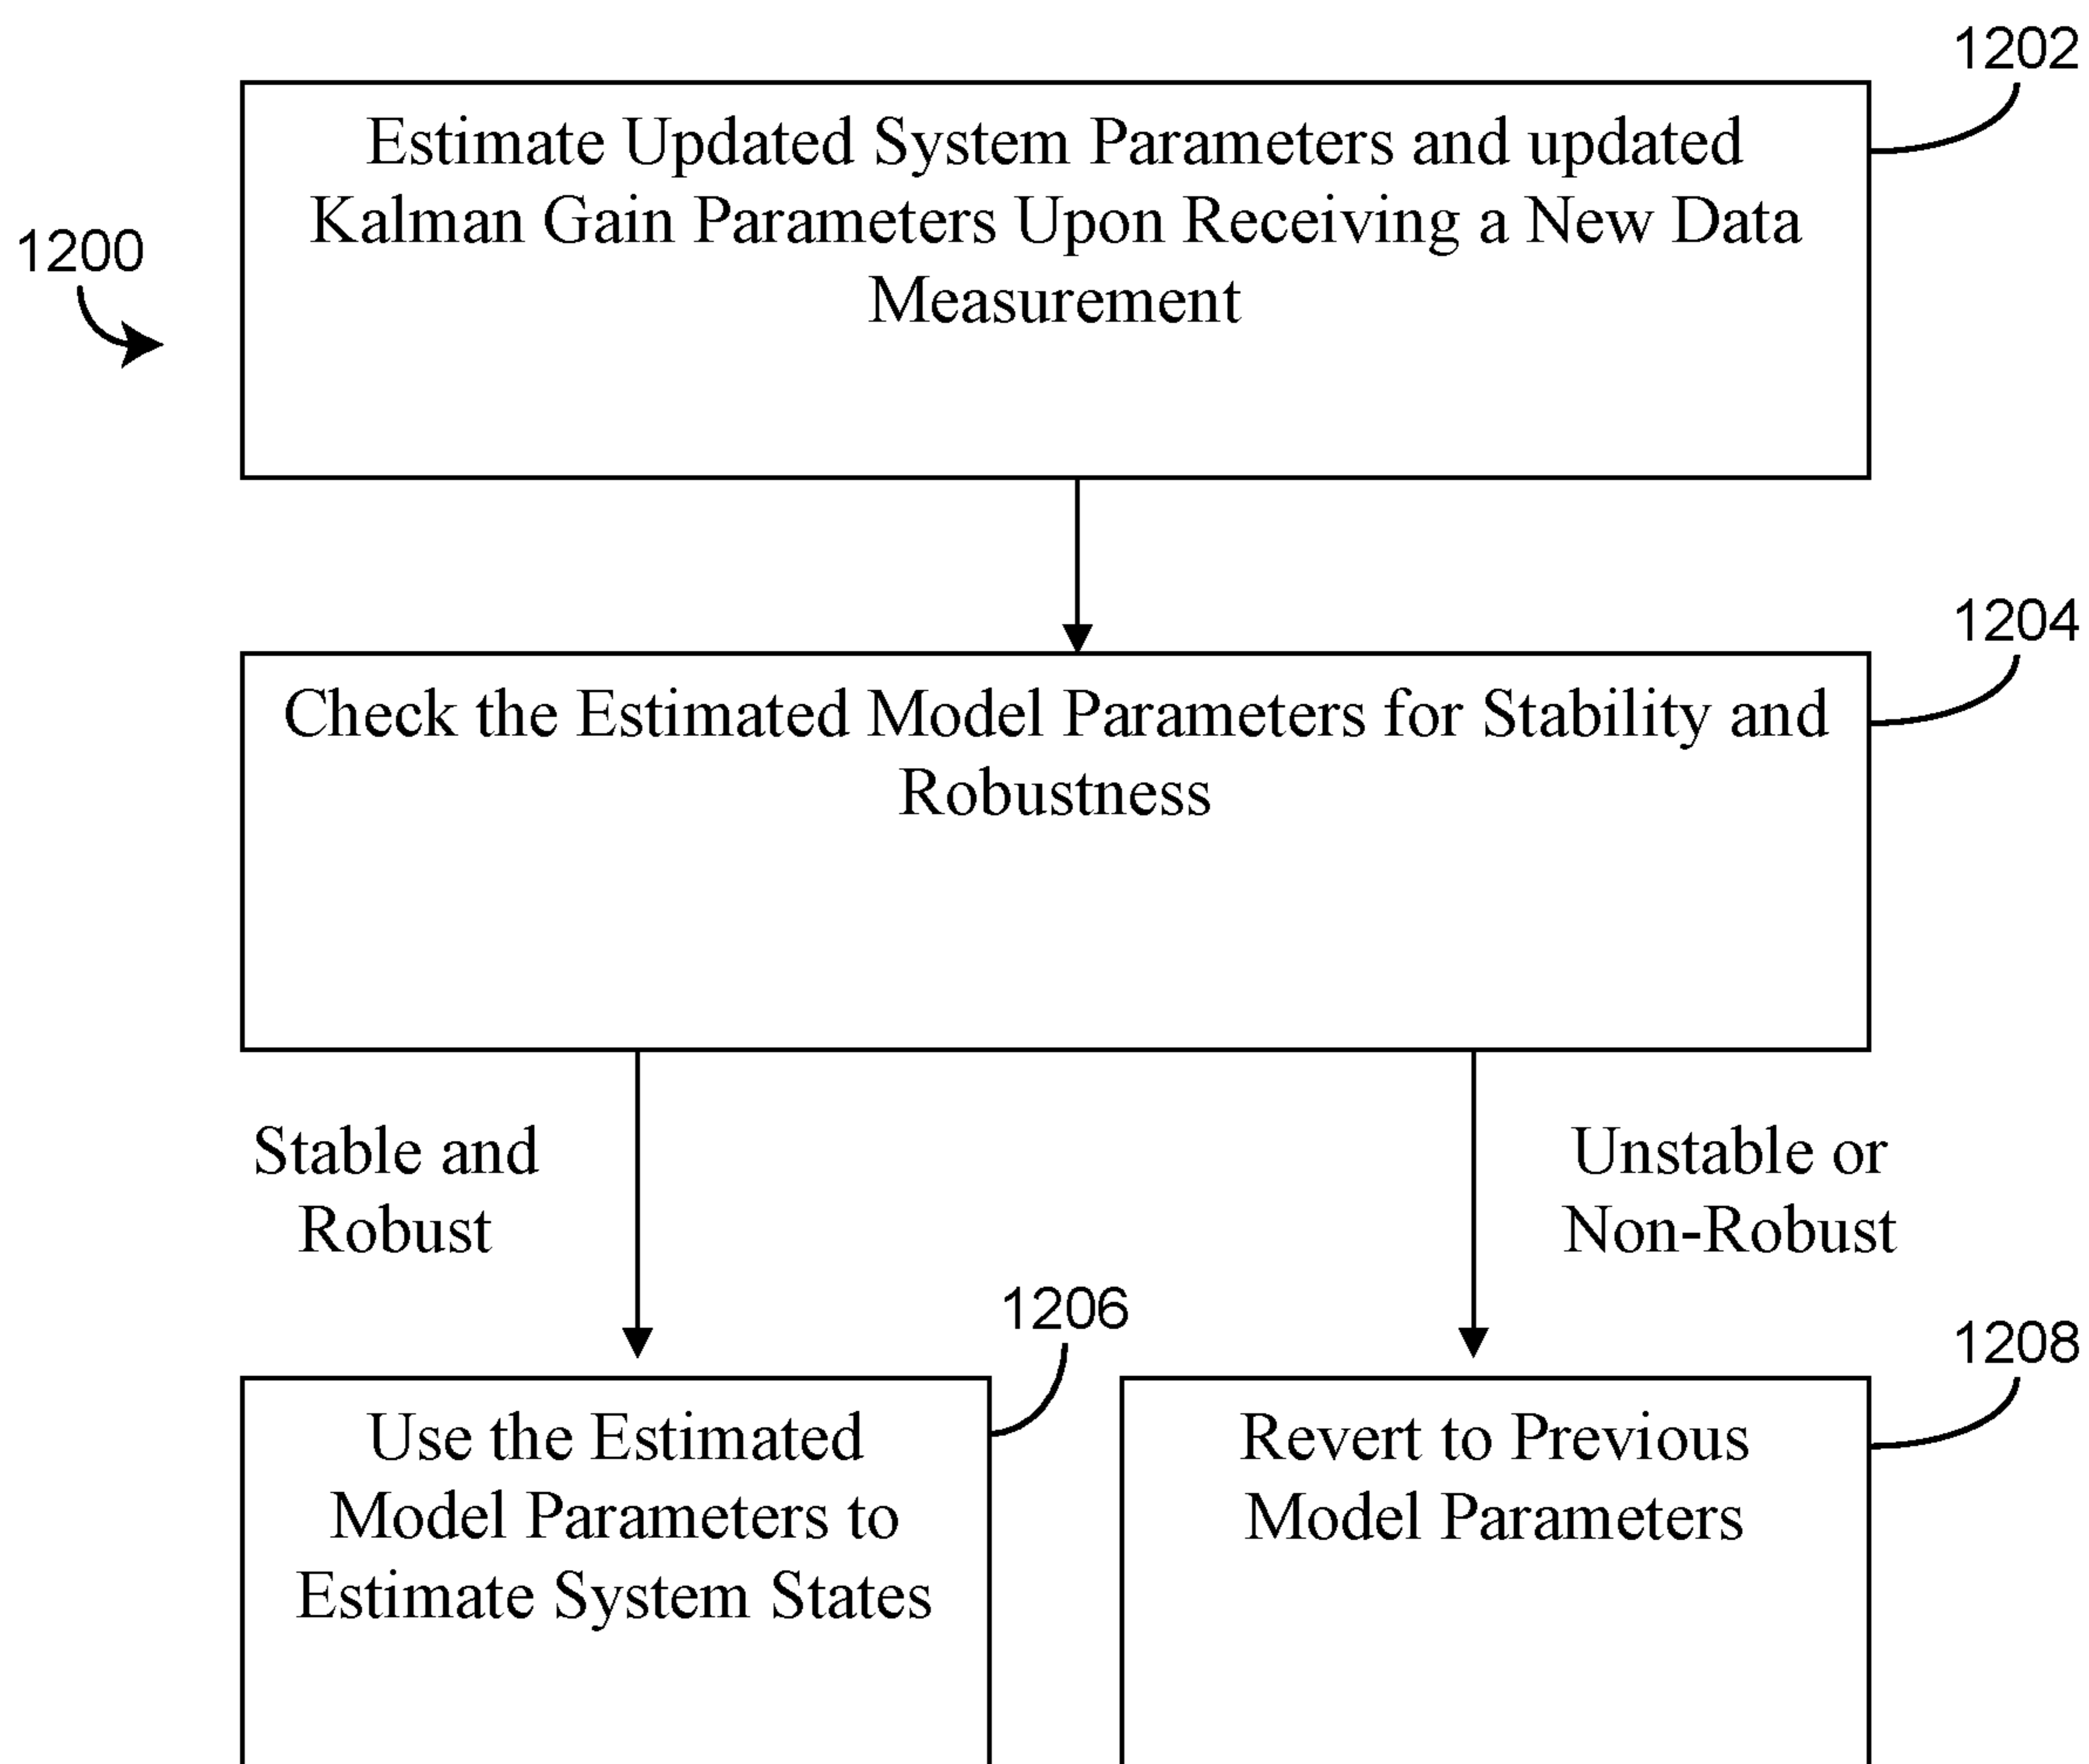 1202
Estimate Updated System Parameters and updated
Kalman Gain Parameters Upon Receiving a New Data
Measurement
1200
1204
Check the Estimated Model Parameters for Stability and
Robustness
Stable and
Robust
Unstable or
Non-Robust
1206
1208
Use the Estimated
Model Parameters to
Estimate System States
Revert to Previous
Model Parameters